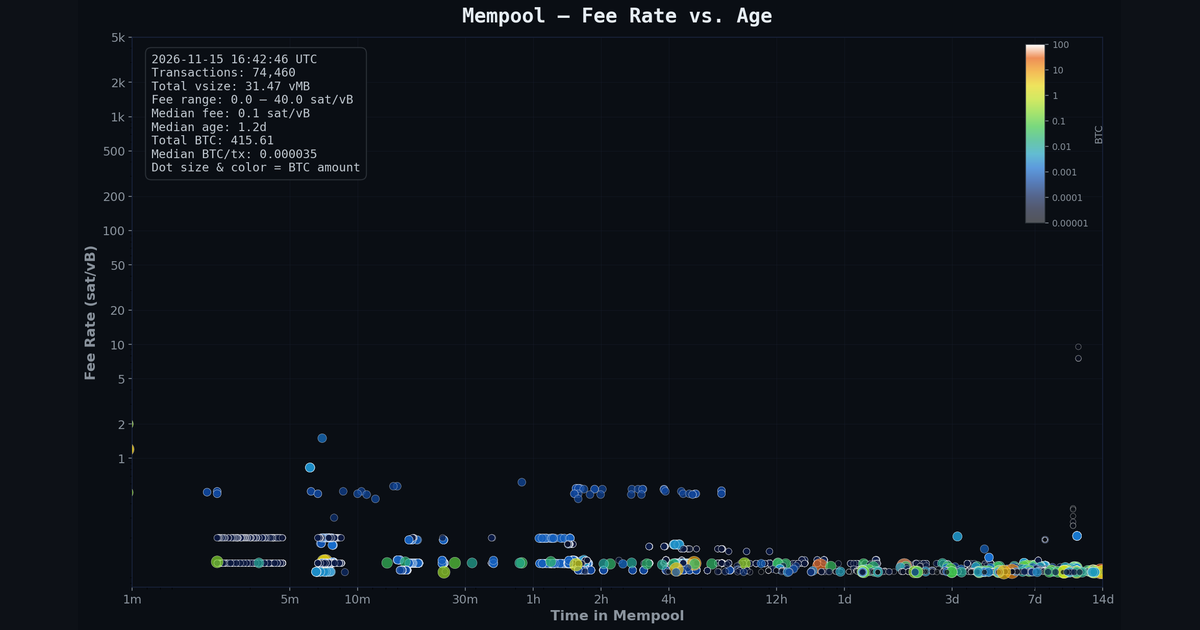 Mempool — Fee Rate vs. Age
2026-11-15 16:42:46 UTC
Transactions: 74,460
Total vsize: 31.47 vMB
Fee range: 0.0 — 40.0 sat/vB
Median fee: 0.1 sat/vB
Median age: 1.2d
Total BTC: 415.61
Median BTC/tx: 0.000035
Dot size & color = BTC amount
100
10
1
0.1
0.01
0.001
0.0001
0.00001
BTC
Fee Rate (sat/vB)
5k
2k
1k
500
200
100
50
20
10
5
2
1
1m
5m
10m
30m
1h
2h
4h
12h
1d
3d
7d
14d
Time in Mempool